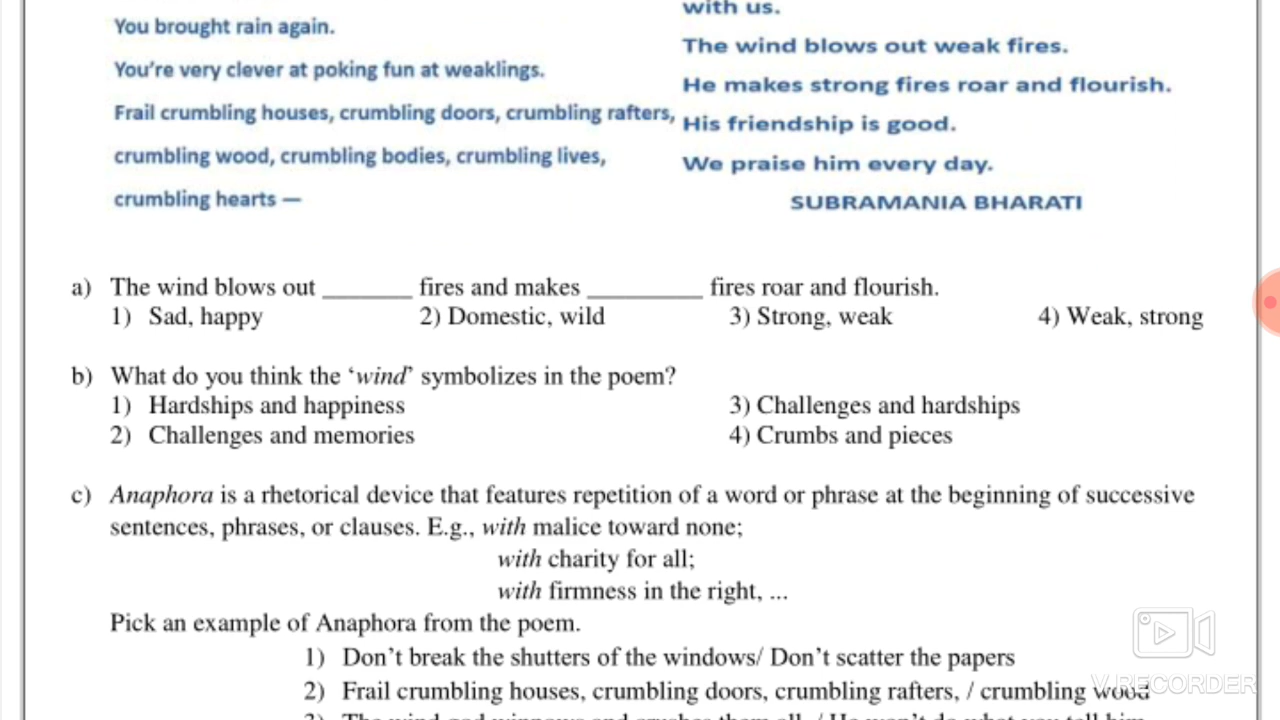 You brought rain again.
You're very clever at poking fun at weaklings.
Frail crumbling houses, crumbling doors, crumbling rafters,
crumbling wood, crumbling bodies, crumbling lives,
crumbling hearts —
with us.
The wind blows out weak fires.
He makes strong fires roar and flourish.
His friendship is good.
We praise him every day.
SUBRAMANIA BHARATI
a) The wind blows out _______ fires and makes _________ fires roar and flourish.
1) Sad, happy 2) Domestic, wild 3) Strong, weak 4) Weak, strong
b) What do you think the ‘wind’ symbolizes in the poem?
1) Hardships and happiness 3) Challenges and hardships
2) Challenges and memories 4) Crumbs and pieces
c) Anaphora is a rhetorical device that features repetition of a word or phrase at the beginning of successive
sentences, phrases, or clauses. E.g., with malice toward none;
with charity for all;
with firmness in the right, ...
Pick an example of Anaphora from the poem.
1) Don’t break the shutters of the windows/ Don’t scatter the papers
2) Frail crumbling houses, crumbling doors, crumbling rafters, / crumbling wood
3) The wind god winnows and crushes them all. / He won’t do what you tell him
V RECORDER